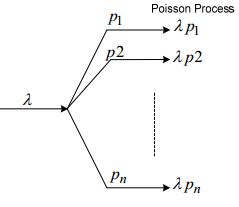 Poisson Process
p1
λp1
p2
λp2
λ
pn
λpn